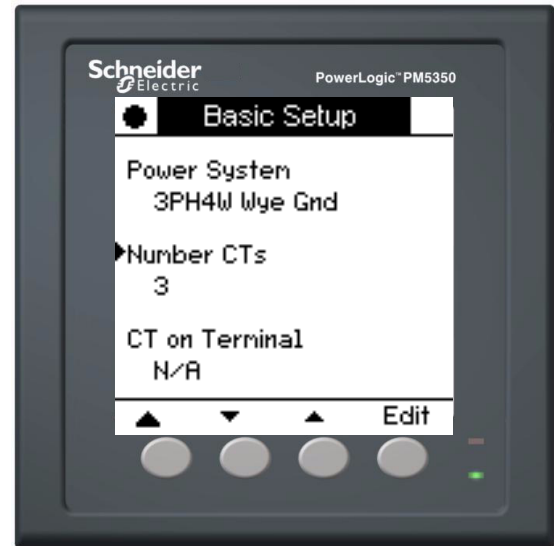 Schneider
Electric
PowerLogic™ PM5350
Basic Setup
Power System
3PH4W Wye Gnd
Number CTs
3
CT on Terminal
N/A
Edit